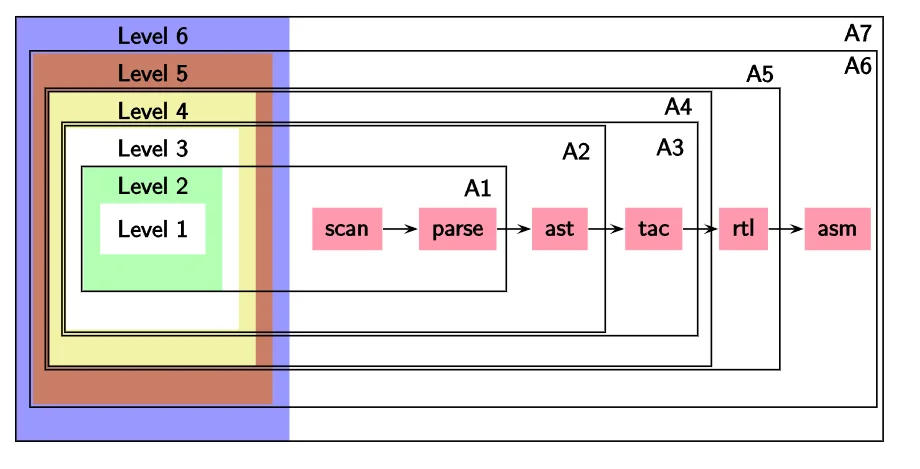 Level 6
A7
Level 5
A5
A6
Level 4
A4
Level 3
A2
A3
Level 2
A1
Level 1
scan
parse
ast
tac
rtl
asm